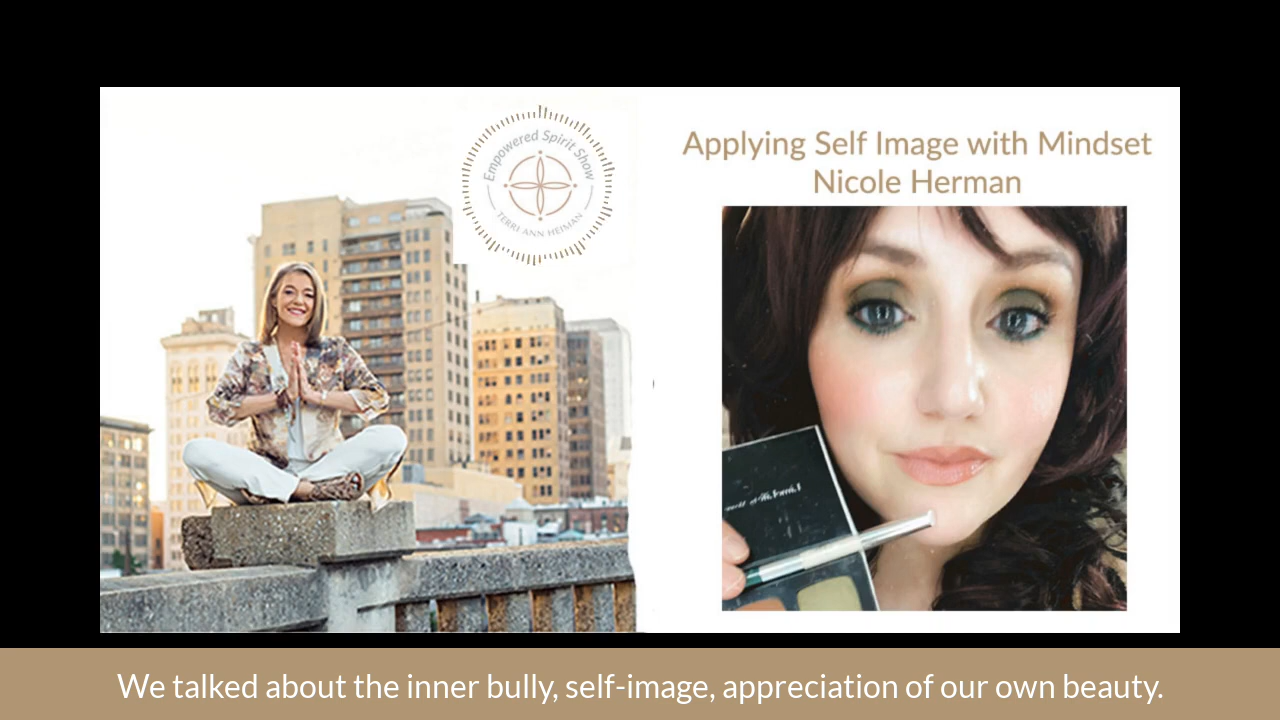 Empowered Spirit Show
TERRI ANN HEIMAN
Applying Self Image with Mindset
Nicole Herman
We talked about the inner bully, self-image, appreciation of our own beauty.